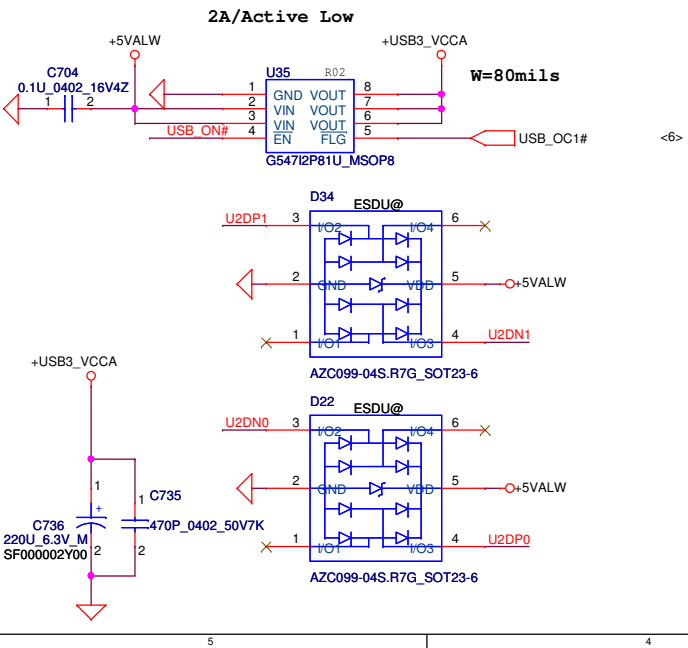 2A/Active Low
+5VALW
+USB3_VCCA
C704
0.1U_0402_16V4Z
1 2
U35 R02
W=80mils
1 GND VOUT 8
2 VIN VOUT 7
3 VIN VOUT 6
USB_ON# 4 EN FLG 5
USB_OC1# <6>
G547I2P81U_MSOP8
D34
ESDU@
U2DP1 3 I/O2 I/O4 6
2 GND VDD 5 +5VALW
1 I/O1 I/O3 4 U2DN1
AZC099-04S.R7G_SOT23-6
+USB3_VCCA
D22
ESDU@
U2DN0 3 I/O2 I/O4 6
2 GND VDD 5 +5VALW
1 I/O1 I/O3 4 U2DP0
AZC099-04S.R7G_SOT23-6
1 1 C735
+
C736 470P_0402_50V7K
220U_6.3V_M
SF000002Y00
2 2
5 4